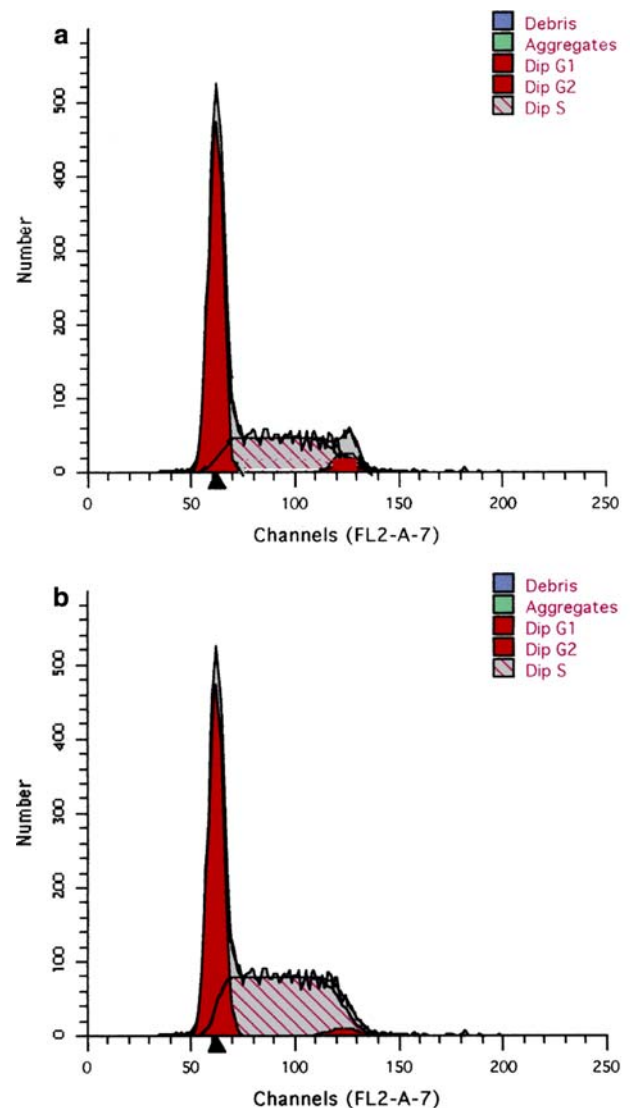 a
Debris
Aggregates
Dip G1
Dip G2
Dip S
Number
500
400
300
200
100
0
0 50 100 150 200 250
Channels (FL2-A-7)
b
Debris
Aggregates
Dip G1
Dip G2
Dip S
Number
500
400
300
200
100
0
0 50 100 150 200 250
Channels (FL2-A-7)